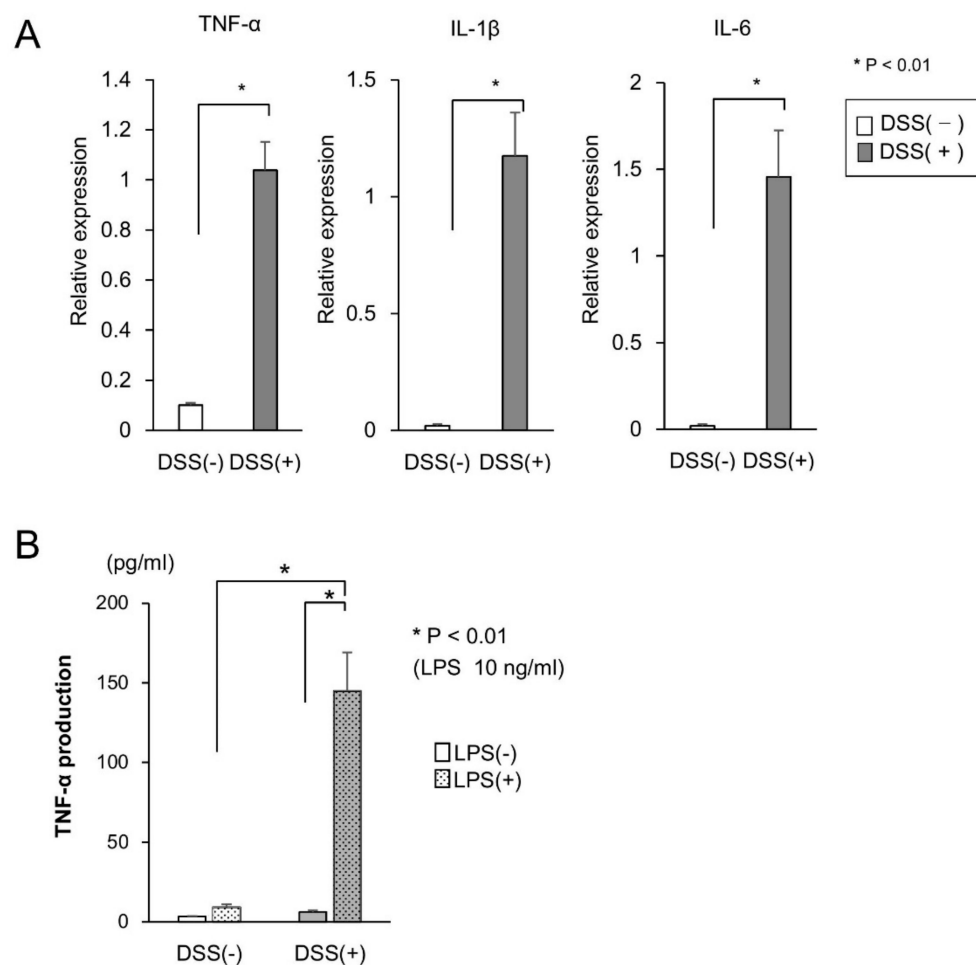 A
TNF-α
IL-1β
IL-6
* P < 0.01
DSS( − )
DSS( + )
Relative expression
1.4
1.2
1
0.8
0.6
0.4
0.2
0
*
DSS(-) DSS(+)
Relative expression
1.5
1
0.5
0
*
DSS(-) DSS(+)
Relative expression
2
1.5
1
0.5
0
*
DSS(-) DSS(+)
B
(pg/ml)
TNF-α production
200
150
100
50
0
*
*
DSS(-) DSS(+)
* P < 0.01
(LPS 10 ng/ml)
LPS(-)
LPS(+)